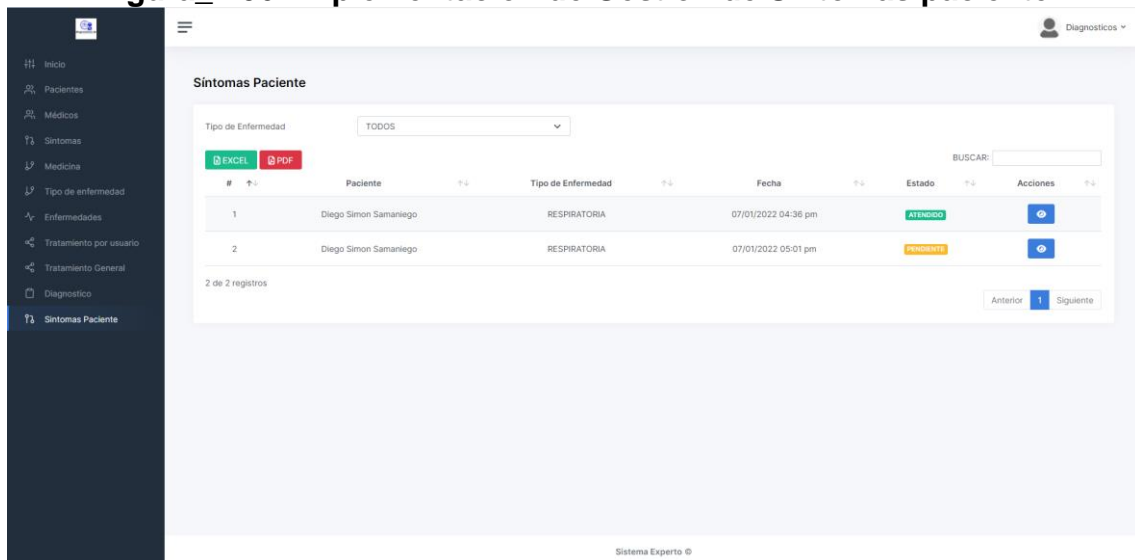 Diagnosticos
Inicio
Pacientes
Médicos
Sintomas
Medicina
Tipo de enfermedad
Enfermedades
Tratamiento por usuario
Tratamiento General
Diagnostico
Sintomas Paciente
Síntomas Paciente
Tipo de Enfermedad TODOS
EXCEL PDF BUSCAR:
# Paciente Tipo de Enfermedad Fecha Estado Acciones
1 Diego Simon Samaniego RESPIRATORIA 07/01/2022 04:36 pm ATENDIDO
2 Diego Simon Samaniego RESPIRATORIA 07/01/2022 05:01 pm PENDIENTE
2 de 2 registros
Anterior 1 Siguiente
Sistema Experto ©